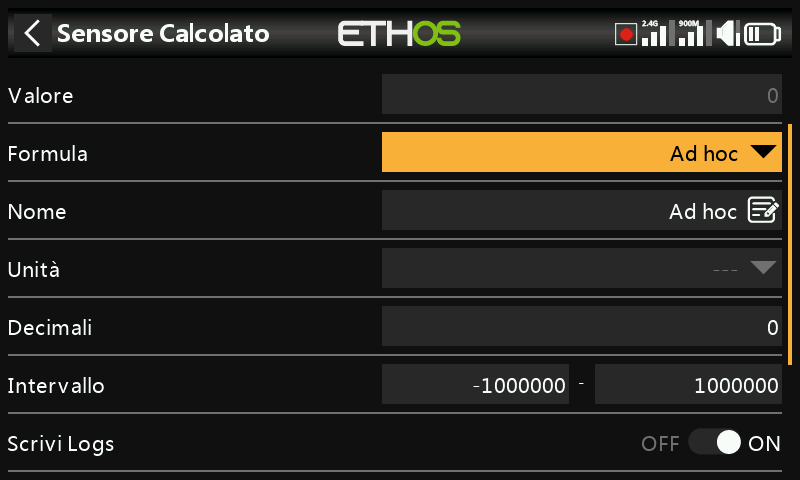 Sensore Calcolato ETHOS 2.4G 900M
Valore 0
Formula Ad hoc
Nome Ad hoc
Unità ---
Decimali 0
Intervallo -1000000 - 1000000
Scrivi Logs OFF ON